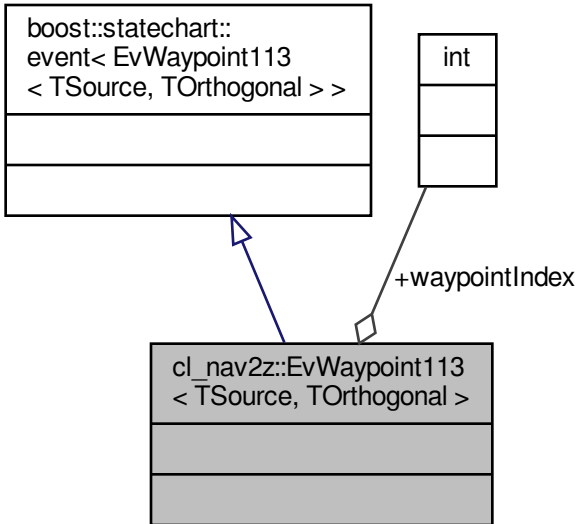 boost::statechart::
event< EvWaypoint113
< TSource, TOrthogonal > >
int
+waypointIndex
cl_nav2z::EvWaypoint113
< TSource, TOrthogonal >